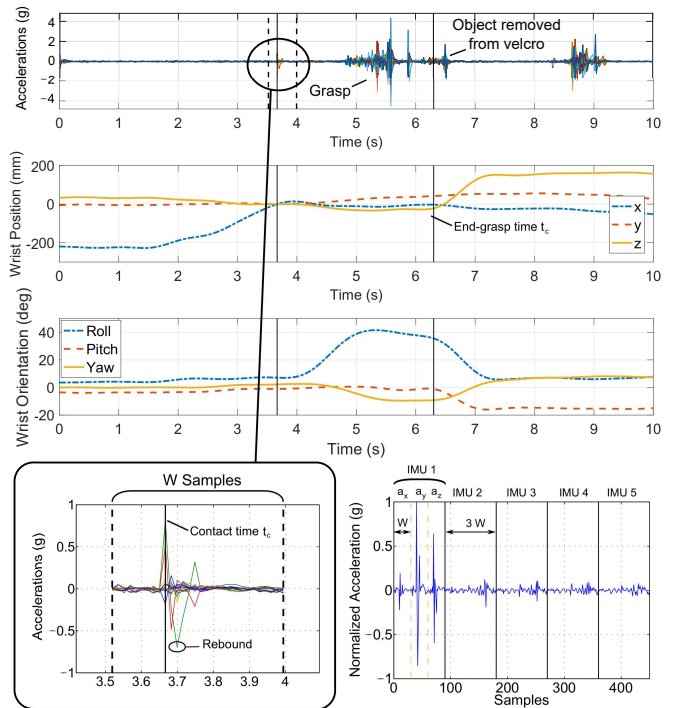 Accelerations (g)
4
2
0
−2
−4
Object removed
from velcro
Grasp
0 1 2 3 4 5 6 7 8 9 10
Time (s)
Wrist Position (mm)
200
0
-200
End-grasp time tc
x
y
z
0 1 2 3 4 5 6 7 8 9 10
Time (s)
Wrist Orientation (deg)
40
20
0
-20
Roll
Pitch
Yaw
0 1 2 3 4 5 6 7 8 9 10
Time (s)
W Samples
Accelerations (g)
1
0.5
0
−0.5
−1
Contact time tc
Rebound
3.5 3.6 3.7 3.8 3.9 4
IMU 1
ax ay az IMU 2 IMU 3 IMU 4 IMU 5
W 3 W
Normalized Acceleration (g)
1
0.5
0
−0.5
−1
0 100 200 300 400
Samples